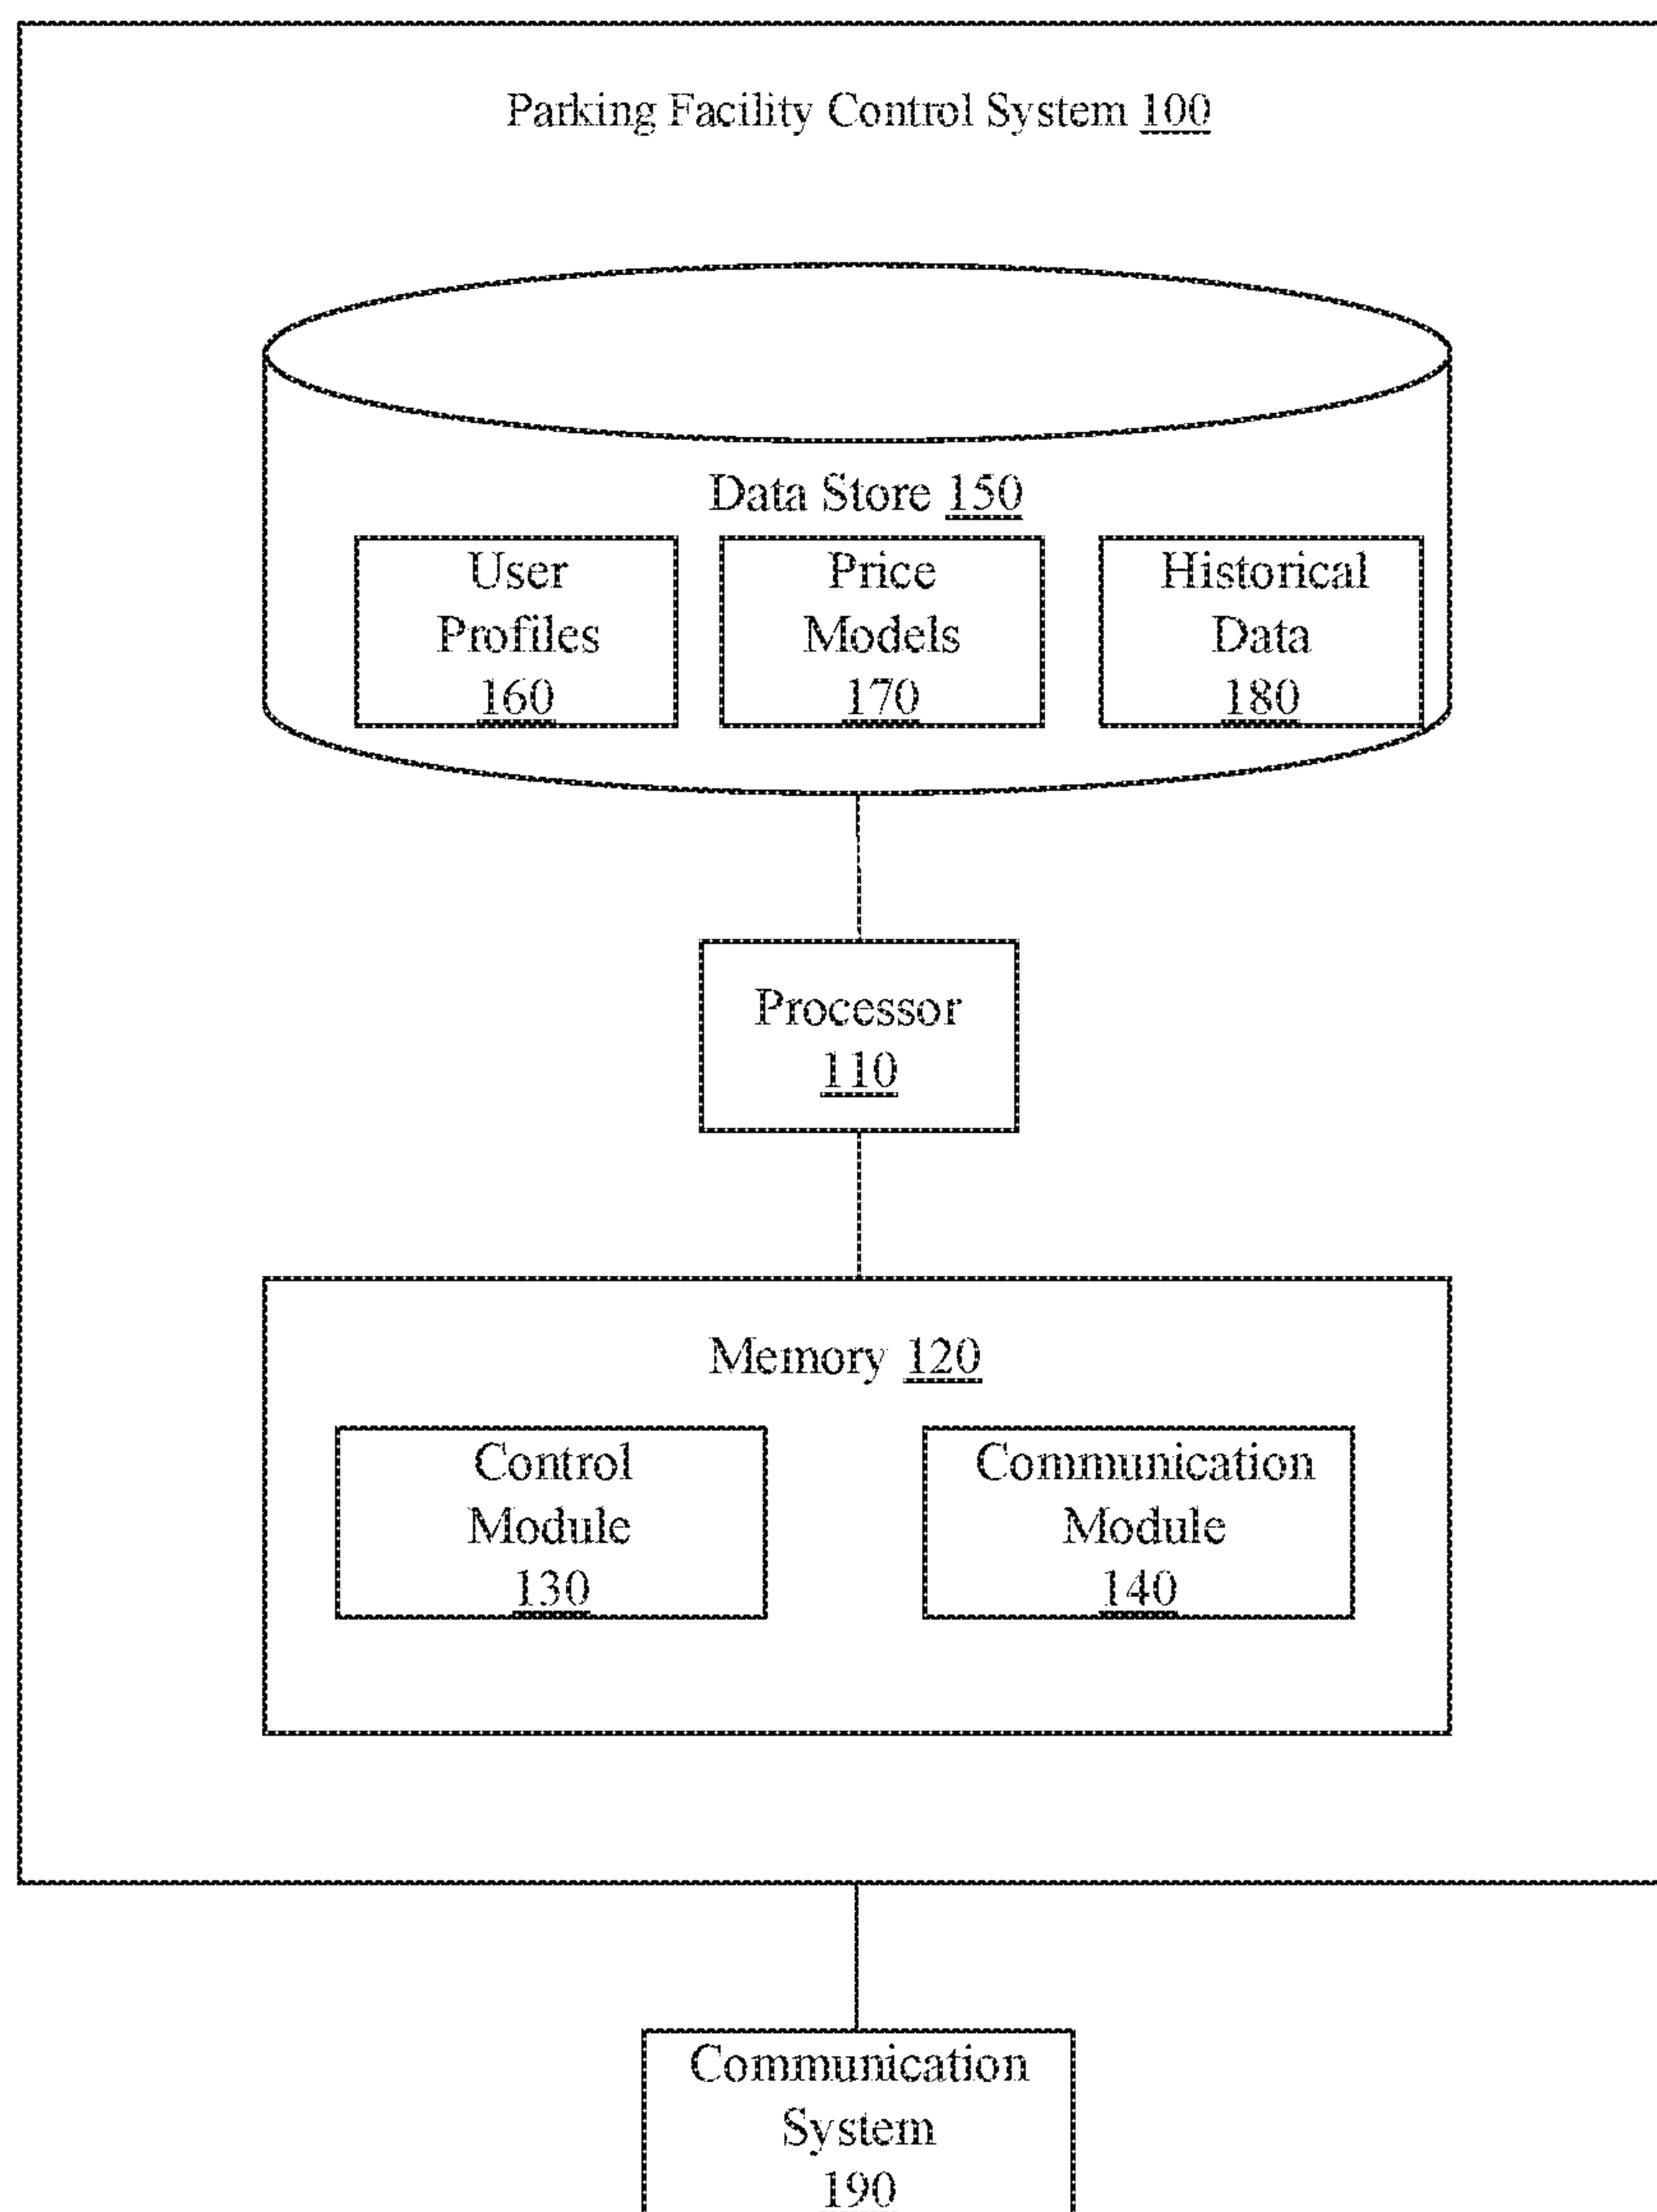 Parking Facility Control System 100
Data Store 150
User
Profiles
160
Price
Models
170
Historical
Data
180
Processor
110
Memory 120
Control
Module
130
Communication
Module
140
Communication
System
190